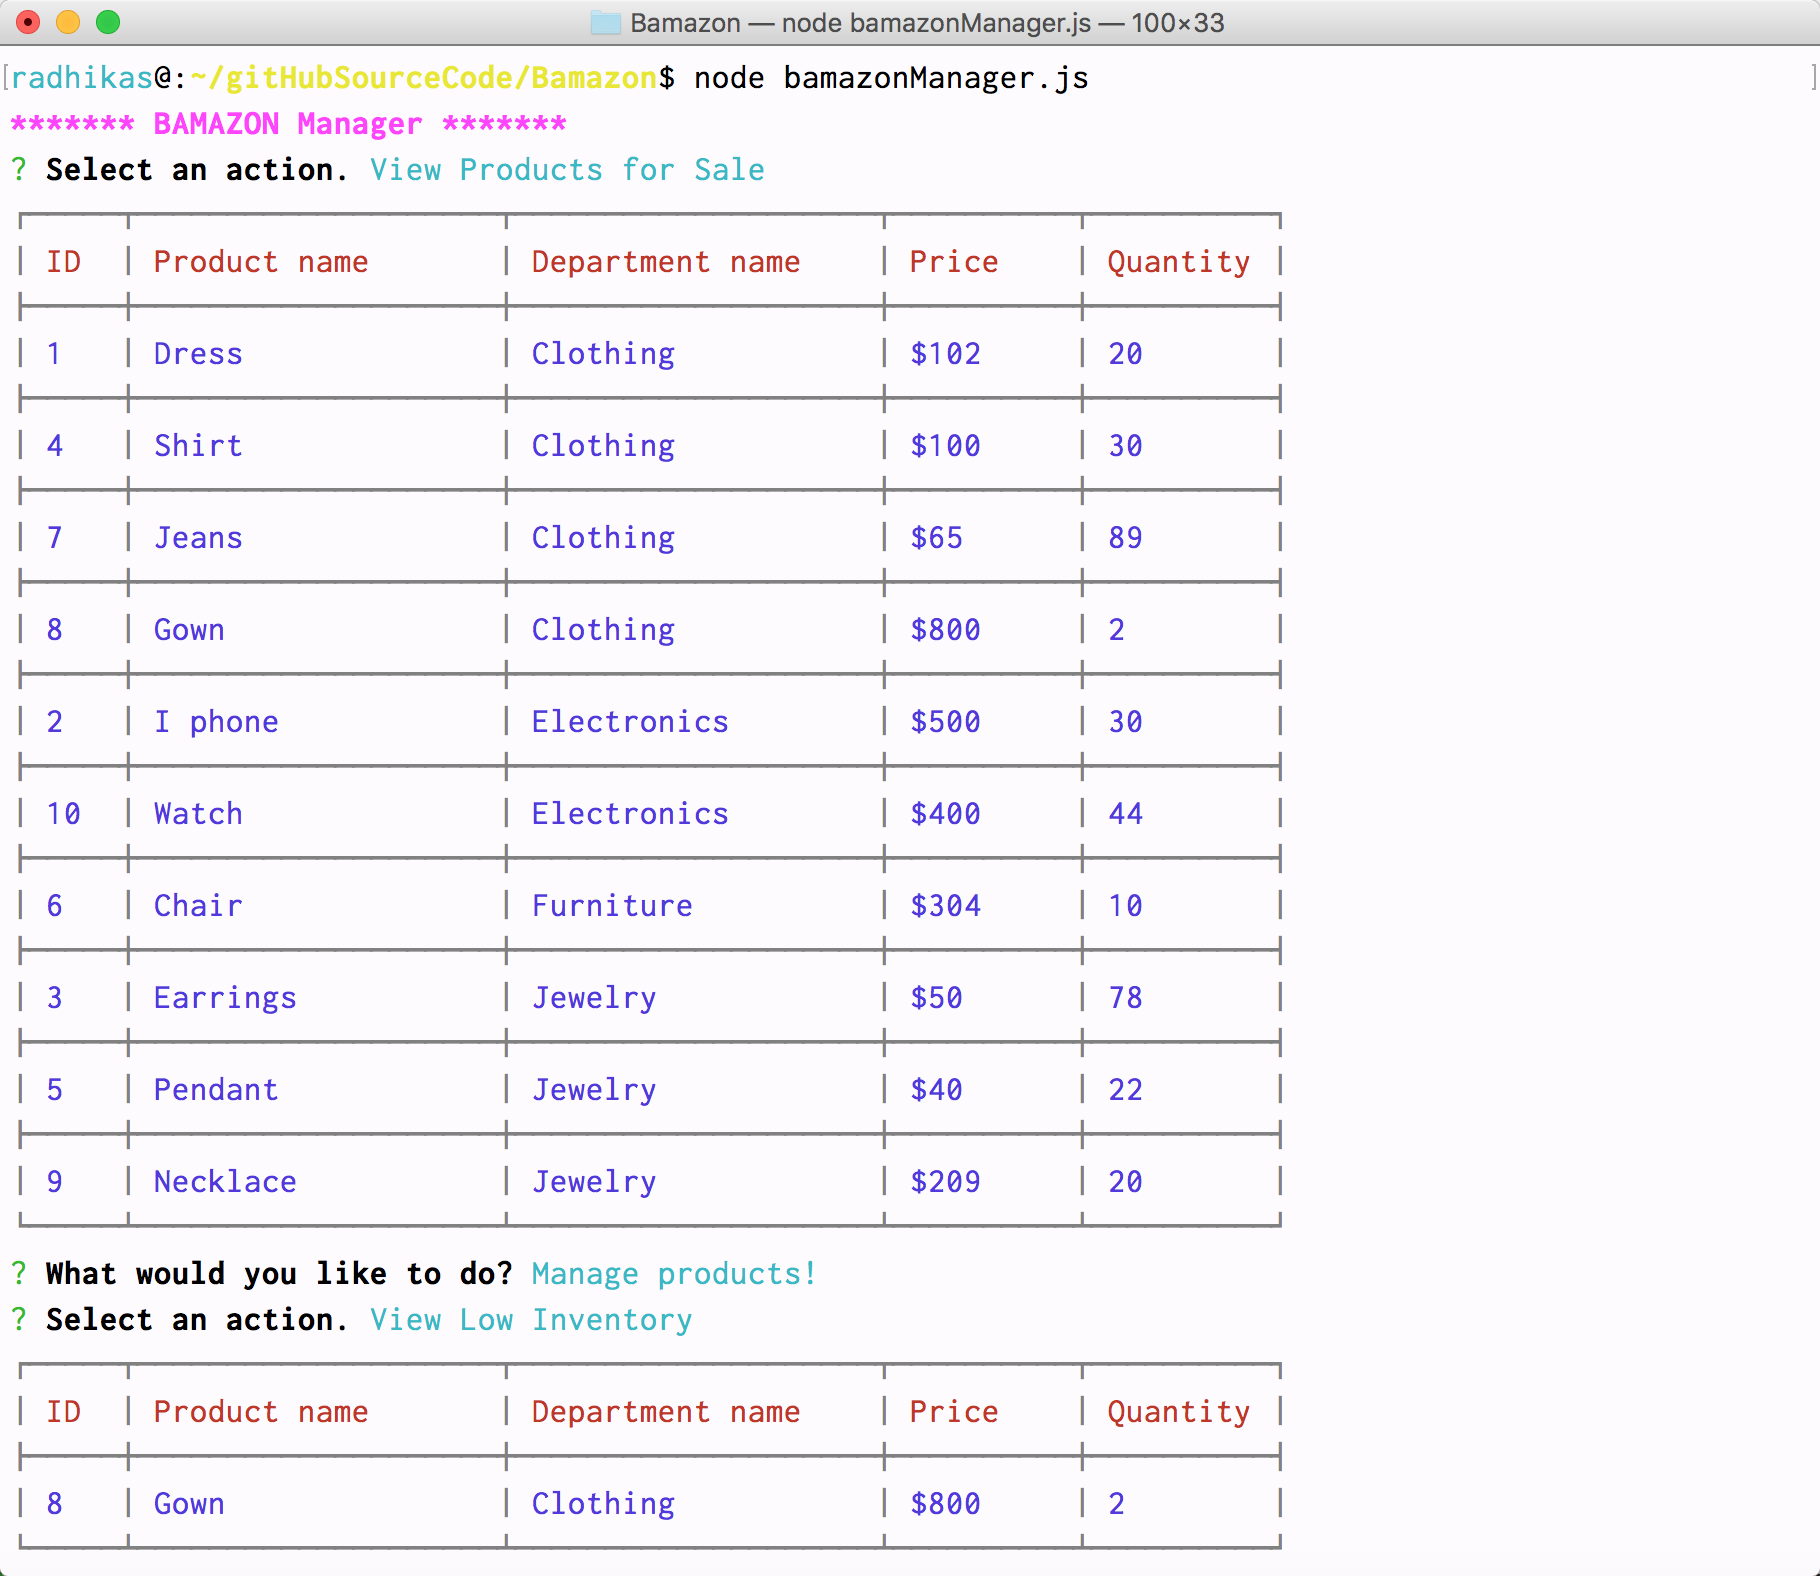 Bamazon — node bamazonManager.js — 100×33
[radhikas@:~/gitHubSourceCode/Bamazon$ node bamazonManager.js ]
******* BAMAZON Manager *******
? Select an action. View Products for Sale
ID Product name Department name Price Quantity
1 Dress Clothing $102 20
4 Shirt Clothing $100 30
7 Jeans Clothing $65 89
8 Gown Clothing $800 2
2 I phone Electronics $500 30
10 Watch Electronics $400 44
6 Chair Furniture $304 10
3 Earrings Jewelry $50 78
5 Pendant Jewelry $40 22
9 Necklace Jewelry $209 20
? What would you like to do? Manage products!
? Select an action. View Low Inventory
ID Product name Department name Price Quantity
8 Gown Clothing $800 2